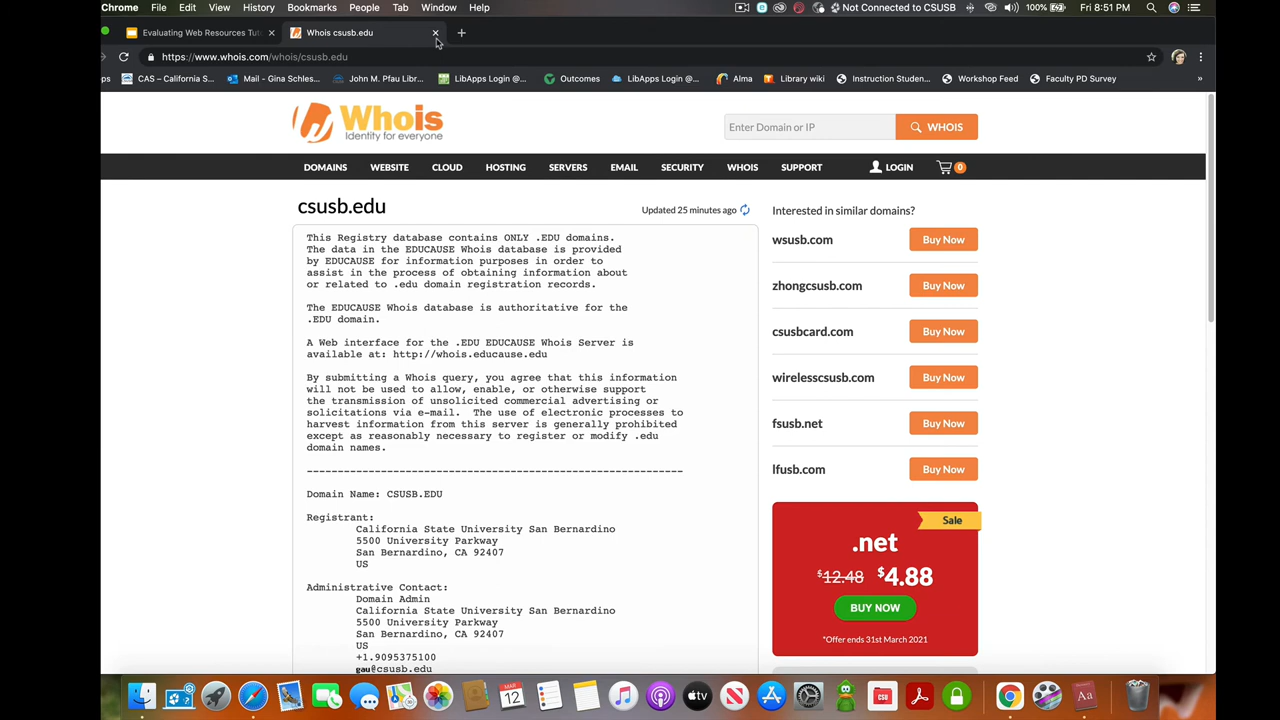 Chrome File Edit View History Bookmarks People Tab Window Help Not Connected to CSUSB 100% Fri 8:51 PM
Evaluating Web Resources Tut Whois csusb.edu
https://www.whois.com/whois/csusb.edu
ps CAS – California S... Mail - Gina Schles... John M. Pfau Libr... LibApps Login @... Outcomes LibApps Login @... Alma Library wiki Instruction Studen... Workshop Feed Faculty PD Survey »
Whois
Identity for everyone
Enter Domain or IP WHOIS
DOMAINS WEBSITE CLOUD HOSTING SERVERS EMAIL SECURITY WHOIS SUPPORT LOGIN 0
csusb.edu
Updated 25 minutes ago
This Registry database contains ONLY .EDU domains.
The data in the EDUCAUSE Whois database is provided
by EDUCAUSE for information purposes in order to
assist in the process of obtaining information about
or related to .edu domain registration records.
The EDUCAUSE Whois database is authoritative for the
.EDU domain.
A Web interface for the .EDU EDUCAUSE Whois Server is
available at: http://whois.educause.edu
By submitting a Whois query, you agree that this information
will not be used to allow, enable, or otherwise support
the transmission of unsolicited commercial advertising or
solicitations via e-mail. The use of electronic processes to
harvest information from this server is generally prohibited
except as reasonably necessary to register or modify .edu
domain names.
-------------------------------------------------------------
Domain Name: CSUSB.EDU
Registrant:
California State University San Bernardino
5500 University Parkway
San Bernardino, CA 92407
US
Administrative Contact:
Domain Admin
California State University San Bernardino
5500 University Parkway
San Bernardino, CA 92407
US
+1.9095375100
gau@csusb.edu
Interested in similar domains?
wsusb.com Buy Now
zhongcsusb.com Buy Now
csusbcard.com Buy Now
wirelesscsusb.com Buy Now
fsusb.net Buy Now
lfusb.com Buy Now
Sale
.net
$12.48 $4.88
BUY NOW
*Offer ends 31st March 2021
MAR
12
tv
CSU
Aa